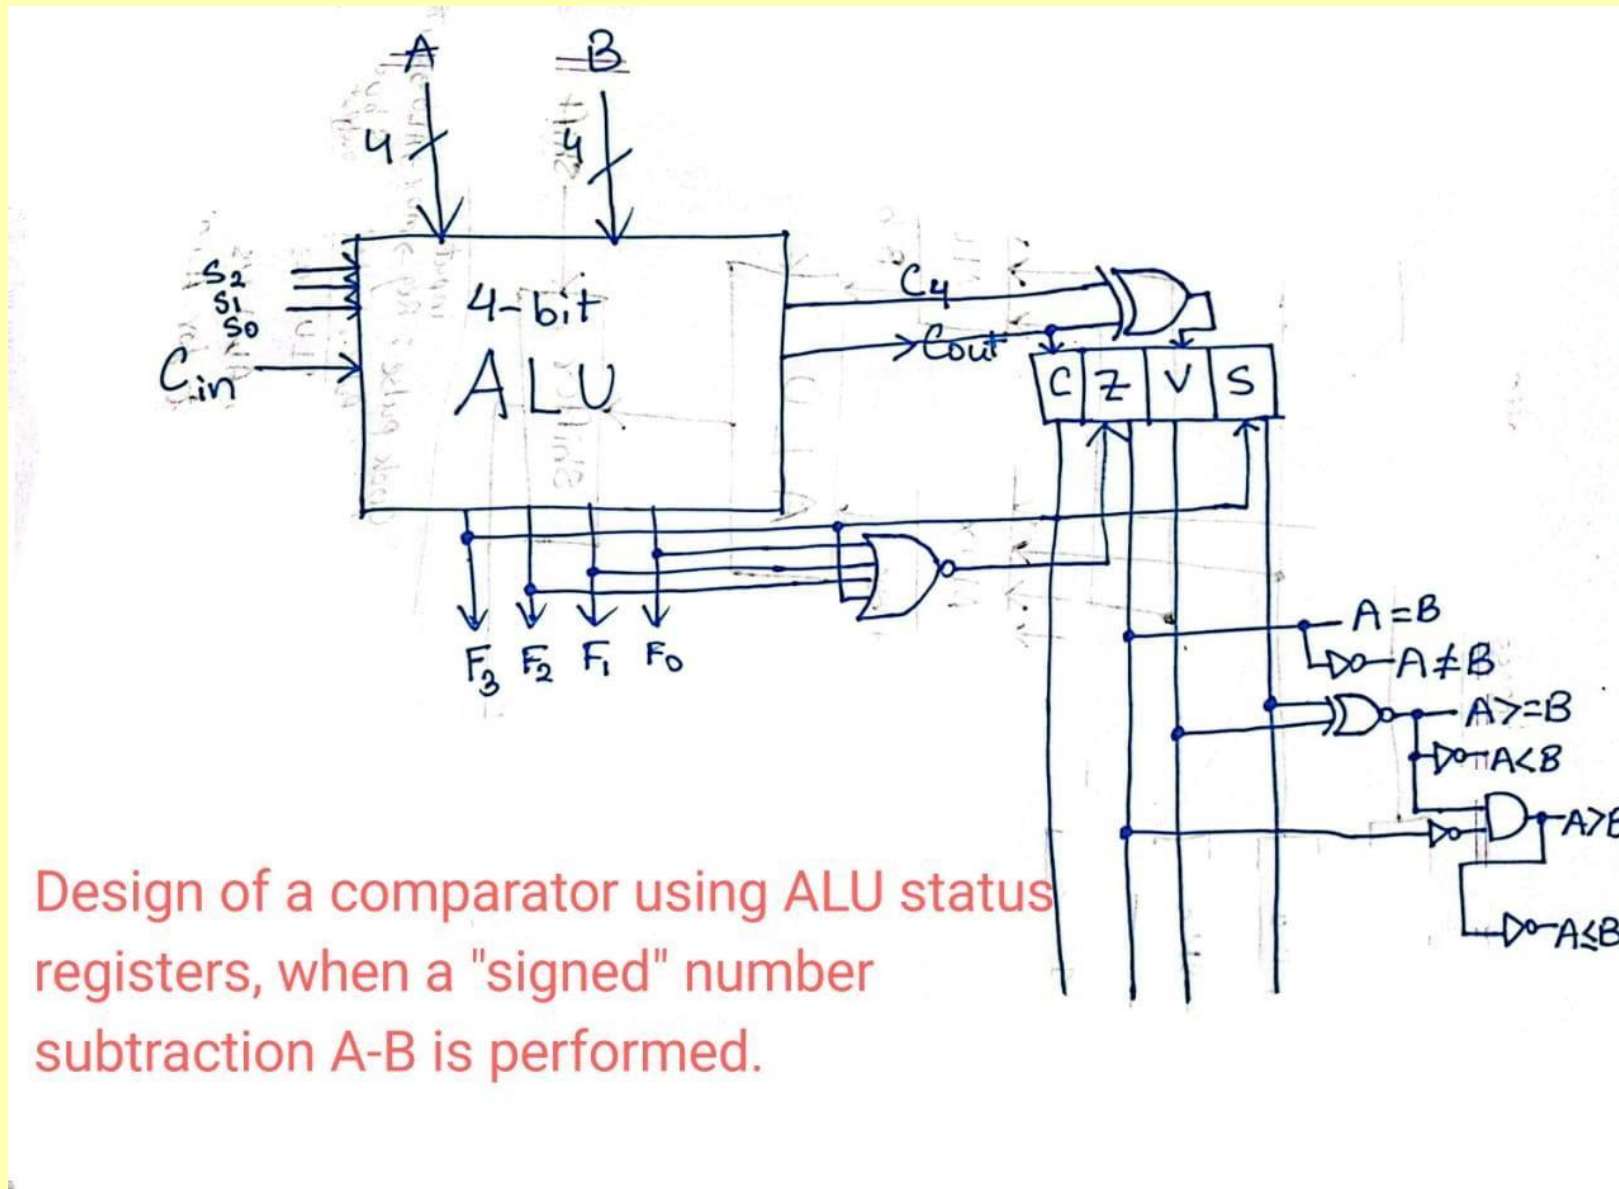 A
B
4
4
S2
S1
S0
Cin
4-bit
ALU
C4
Cout
C Z V S
F3 F2 F1 F0
A=B
A≠B
A>=B
A<B
A>B
A≤B
Design of a comparator using ALU status
registers, when a "signed" number
subtraction A-B is performed.